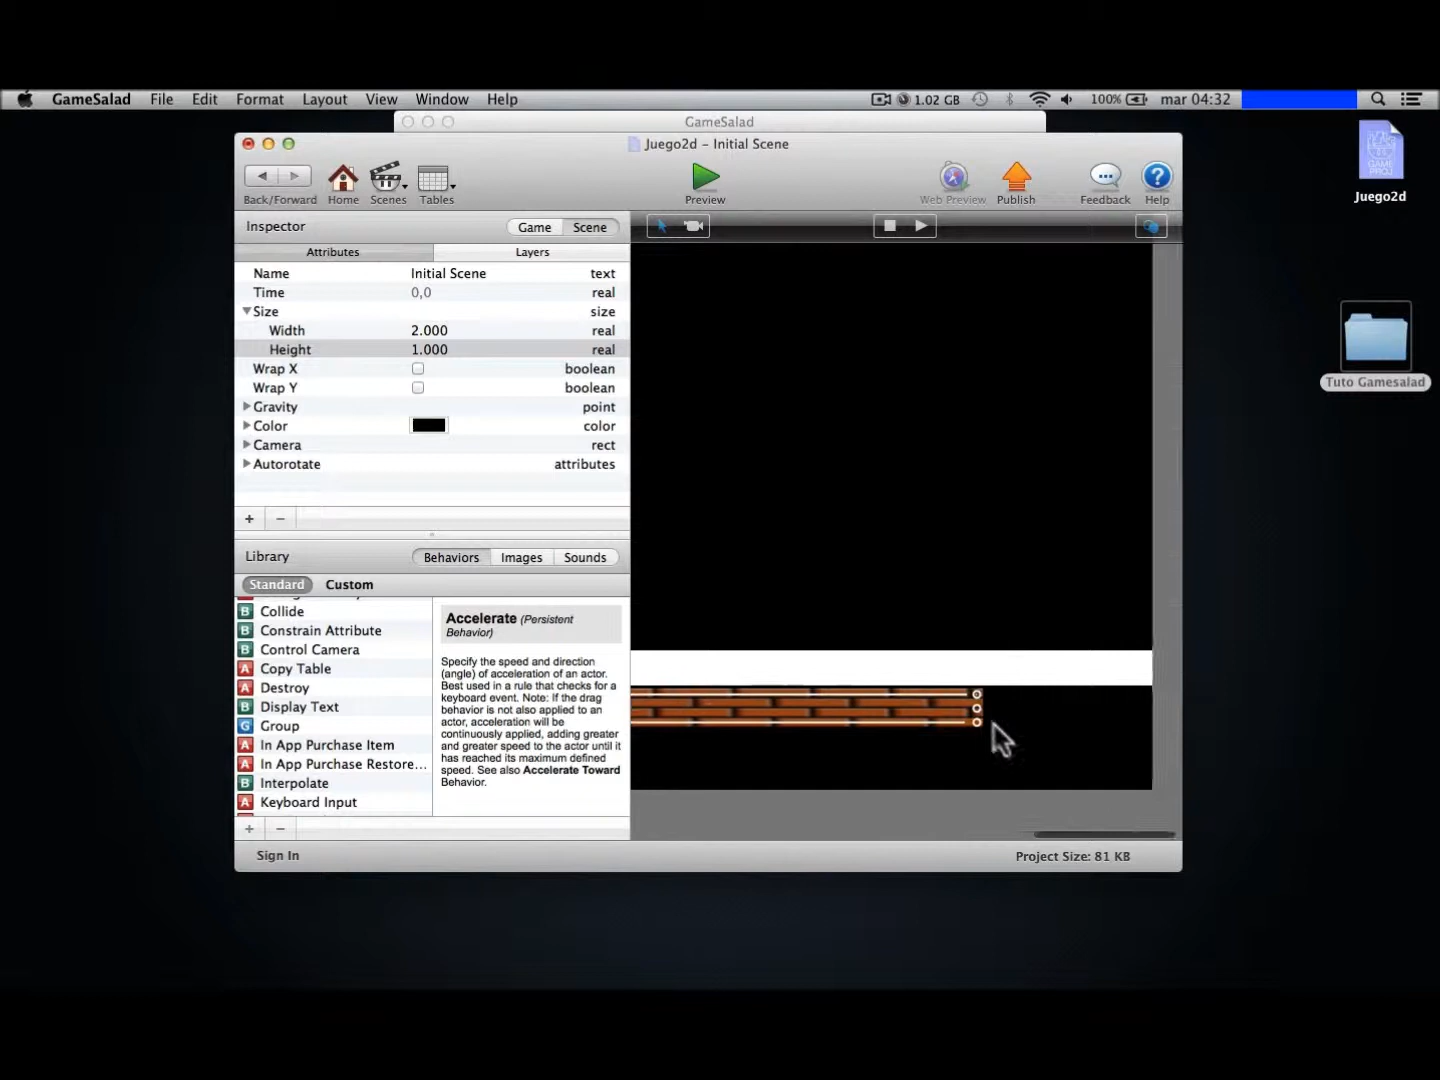 GameSalad File Edit Format Layout View Window Help 1.02 GB 100% mar 04:32
GameSalad
Juego2d – Initial Scene
Juego2d
Back/Forward Home Scenes Tables Preview Web Preview Publish Feedback Help
Inspector Game Scene
Attributes Layers
Name Initial Scene text
Time 0,0 real
Size size
Width 2.000 real
Height 1.000 real
Wrap X boolean
Wrap Y boolean
Gravity point
Color color
Camera rect
Autorotate attributes
Tuto Gamesalad
+ −
Library Behaviors Images Sounds
Standard Custom
B Collide
B Constrain Attribute
B Control Camera
A Copy Table
A Destroy
B Display Text
G Group
A In App Purchase Item
A In App Purchase Restore...
B Interpolate
A Keyboard Input
Accelerate (Persistent
Behavior)
Specify the speed and direction
(angle) of acceleration of an actor.
Best used in a rule that checks for a
keyboard event. Note: If the drag
behavior is not also applied to an
actor, acceleration will be
continuously applied, adding greater
and greater speed to the actor until it
has reached its maximum defined
speed. See also Accelerate Toward
Behavior.
+ −
Sign In Project Size: 81 KB